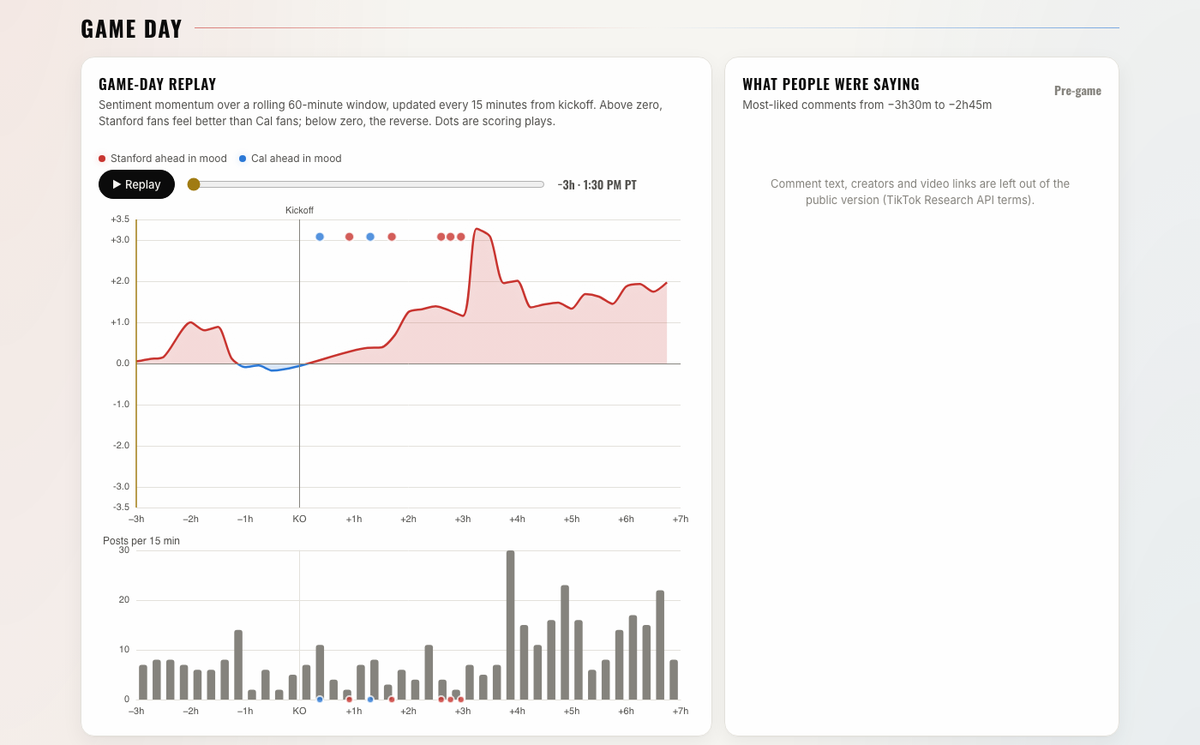 GAME DAY
GAME-DAY REPLAY
Sentiment momentum over a rolling 60-minute window, updated every 15 minutes from kickoff. Above zero,
Stanford fans feel better than Cal fans; below zero, the reverse. Dots are scoring plays.
Stanford ahead in mood
Cal ahead in mood
▶ Replay
−3h · 1:30 PM PT
Kickoff
+3.5
+3.0
+2.0
+1.0
0.0
-1.0
-2.0
-3.0
-3.5
−3h −2h −1h KO +1h +2h +3h +4h +5h +6h +7h
Posts per 15 min
30
20
10
0
−3h −2h −1h KO +1h +2h +3h +4h +5h +6h +7h
WHAT PEOPLE WERE SAYING
Pre-game
Most-liked comments from −3h30m to −2h45m
Comment text, creators and video links are left out of the
public version (TikTok Research API terms).